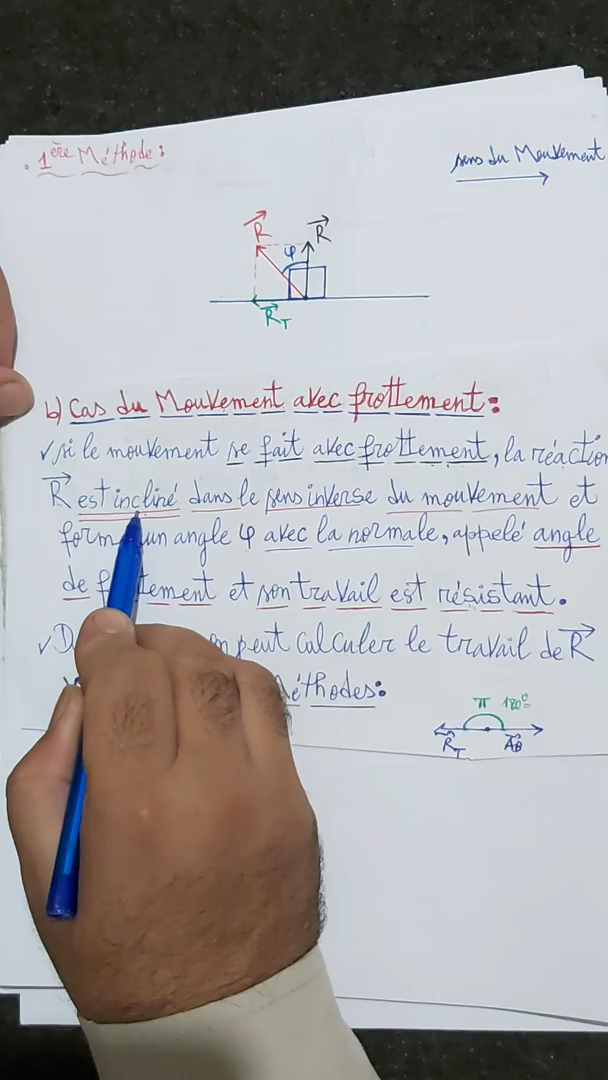 . 1ère Méthode:
sens du Mouvement
R R
φ
R_T
b) Cas du Mouvement avec frottement:
✓ si le mouvement se fait avec frottement, la réaction
R est incliné dans le sens inverse du mouvement et
un angle φ avec la normale, appelé angle
de et son travail est résistant.
✓ peut calculer le travail de R
Méthodes:
π 180°
R_T AB